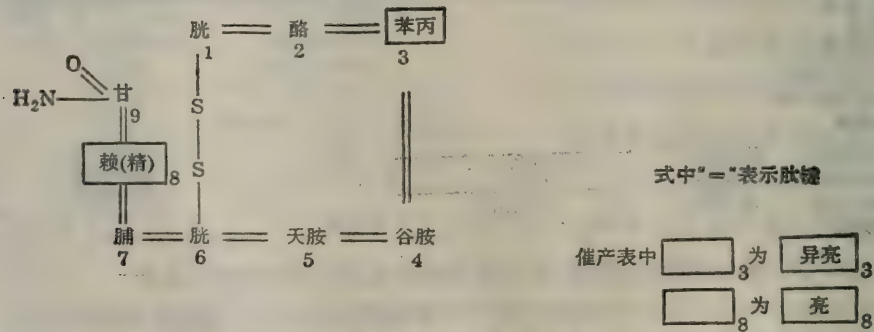 胱 酪 苯丙
1 2 3
O
H₂N 甘
9
S
赖(精)
8
S
式中"="表示肽键
脯 胱 天胺 谷胺
7 6 5 4
催产表中 3 为 异亮 3
8 为 亮 8